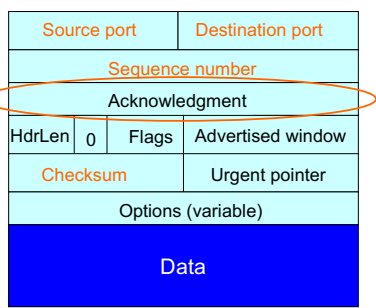 Source port Destination port
Sequence number
Acknowledgment
HdrLen 0 Flags Advertised window
Checksum Urgent pointer
Options (variable)
Data